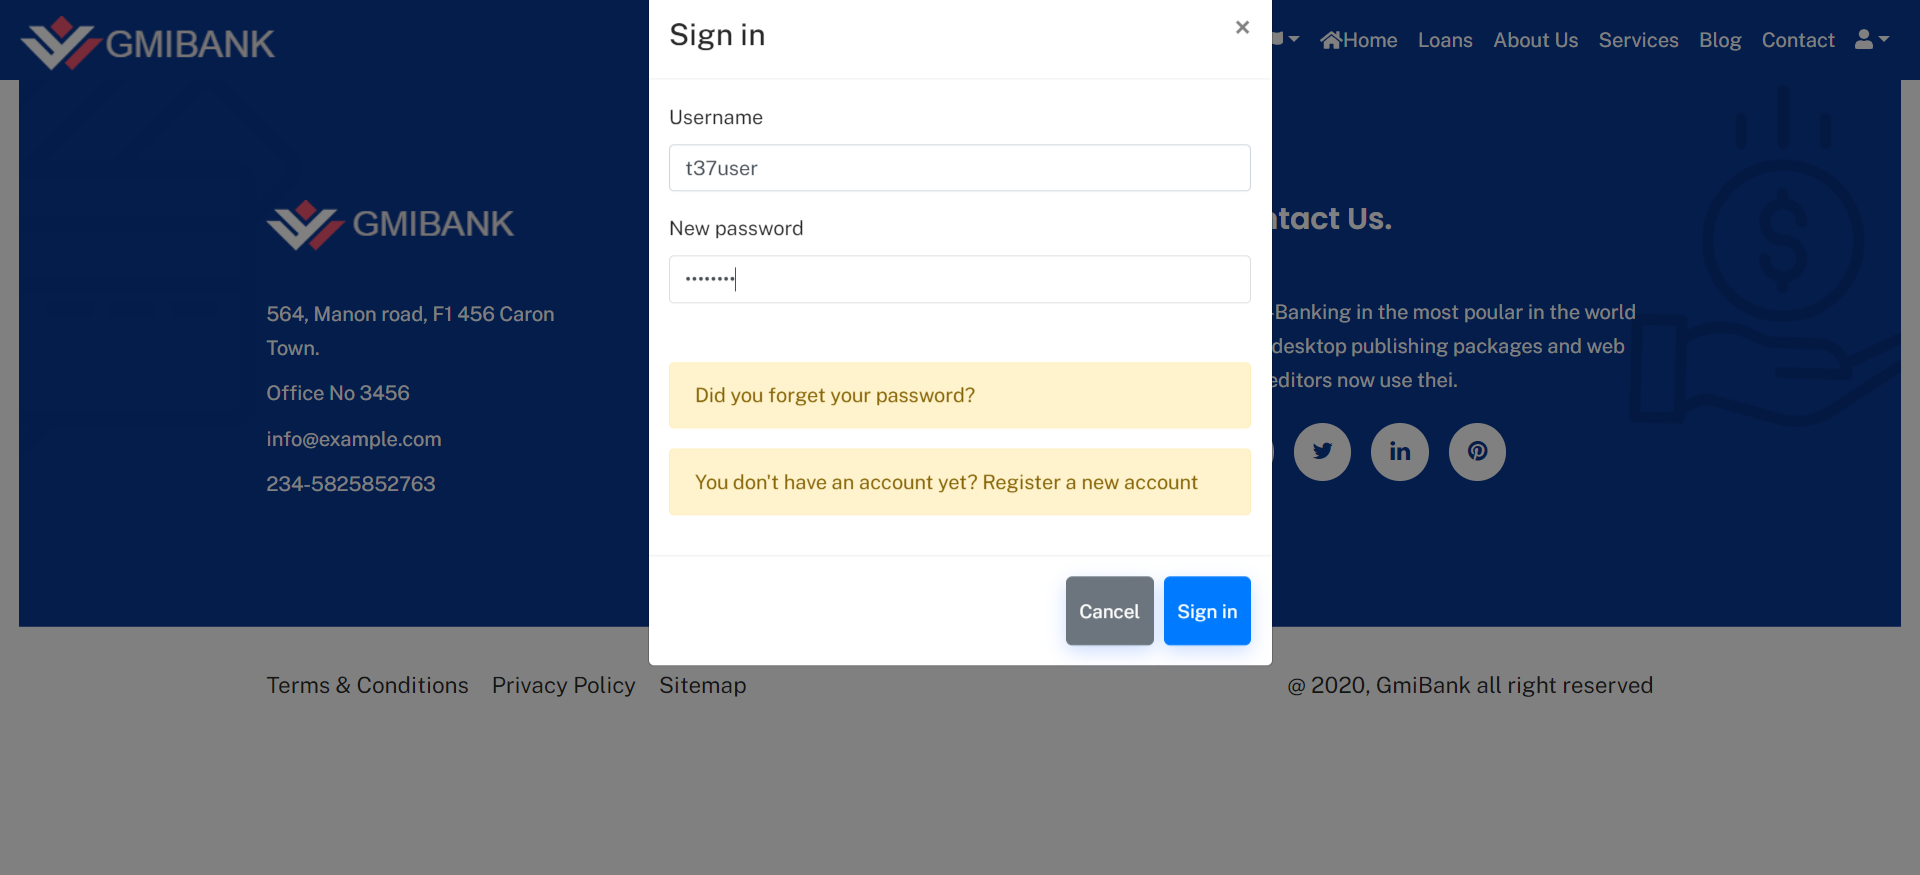 GMIBANK
Home Loans About Us Services Blog Contact
Sign in
×
Username
t37user
New password
••••••••
Did you forget your password?
You don't have an account yet? Register a new account
Cancel Sign in
GMIBANK
564, Manon road, F1 456 Caron
Town.
Office No 3456
info@example.com
234-5825852763
tact Us.
-Banking in the most poular in the world
desktop publishing packages and web
editors now use thei.
Terms & Conditions Privacy Policy Sitemap
@ 2020, GmiBank all right reserved